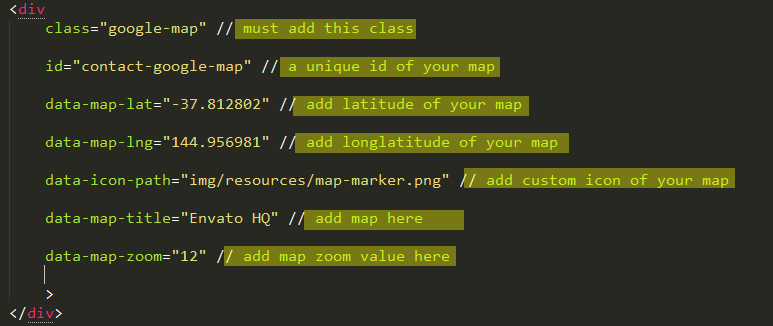 <div
class="google-map" // must add this class
id="contact-google-map" // a unique id of your map
data-map-lat="-37.812802" // add latitude of your map
data-map-lng="144.956981" // add longlatitude of your map
data-icon-path="img/resources/map-marker.png" // add custom icon of your map
data-map-title="Envato HQ" // add map here
data-map-zoom="12" // add map zoom value here
>
</div>